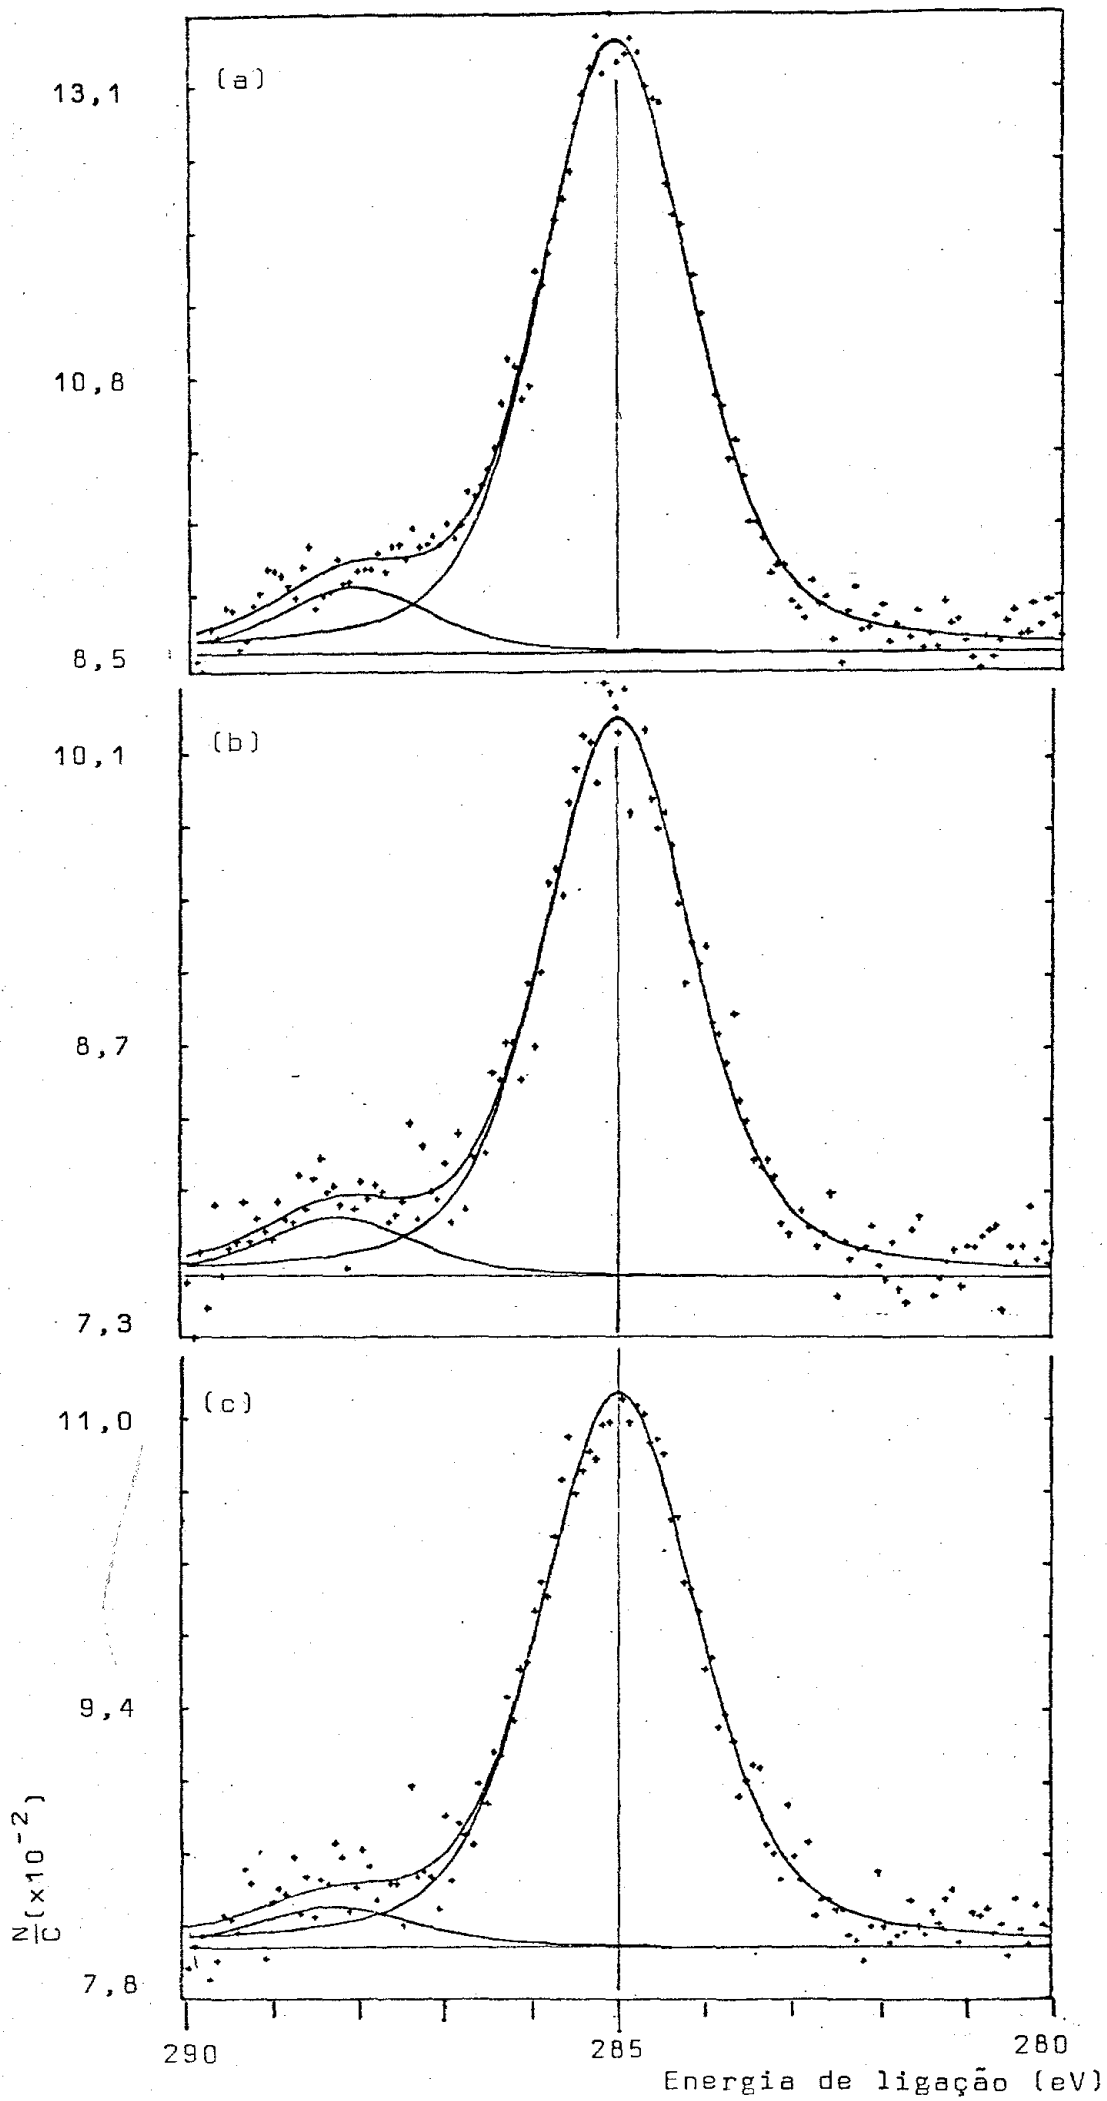 (a)
13,1
10,8
8,5
(b)
10,1
8,7
7,3
(c)
11,0
9,4
7,8
N/C (x10⁻²)
290 285 280
Energia de ligação (eV)